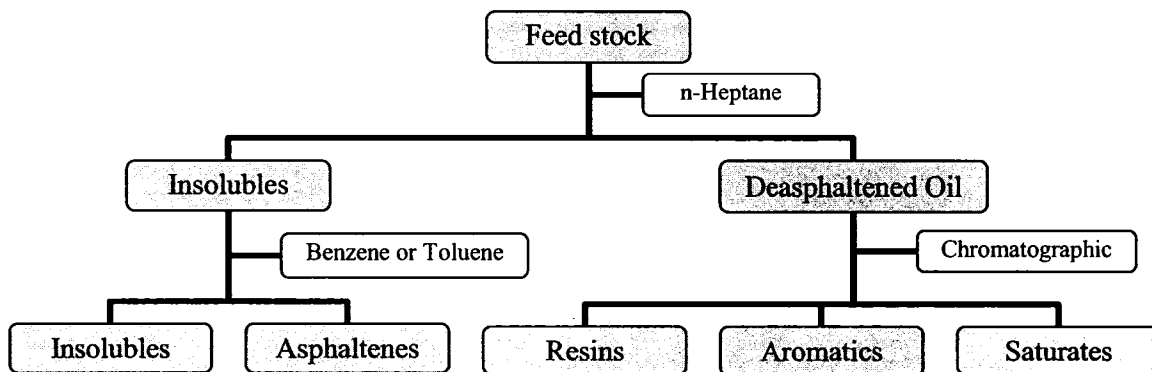 Feed stock
n-Heptane
Insolubles
Deasphaltened Oil
Benzene or Toluene
Chromatographic
Insolubles
Asphaltenes
Resins
Aromatics
Saturates